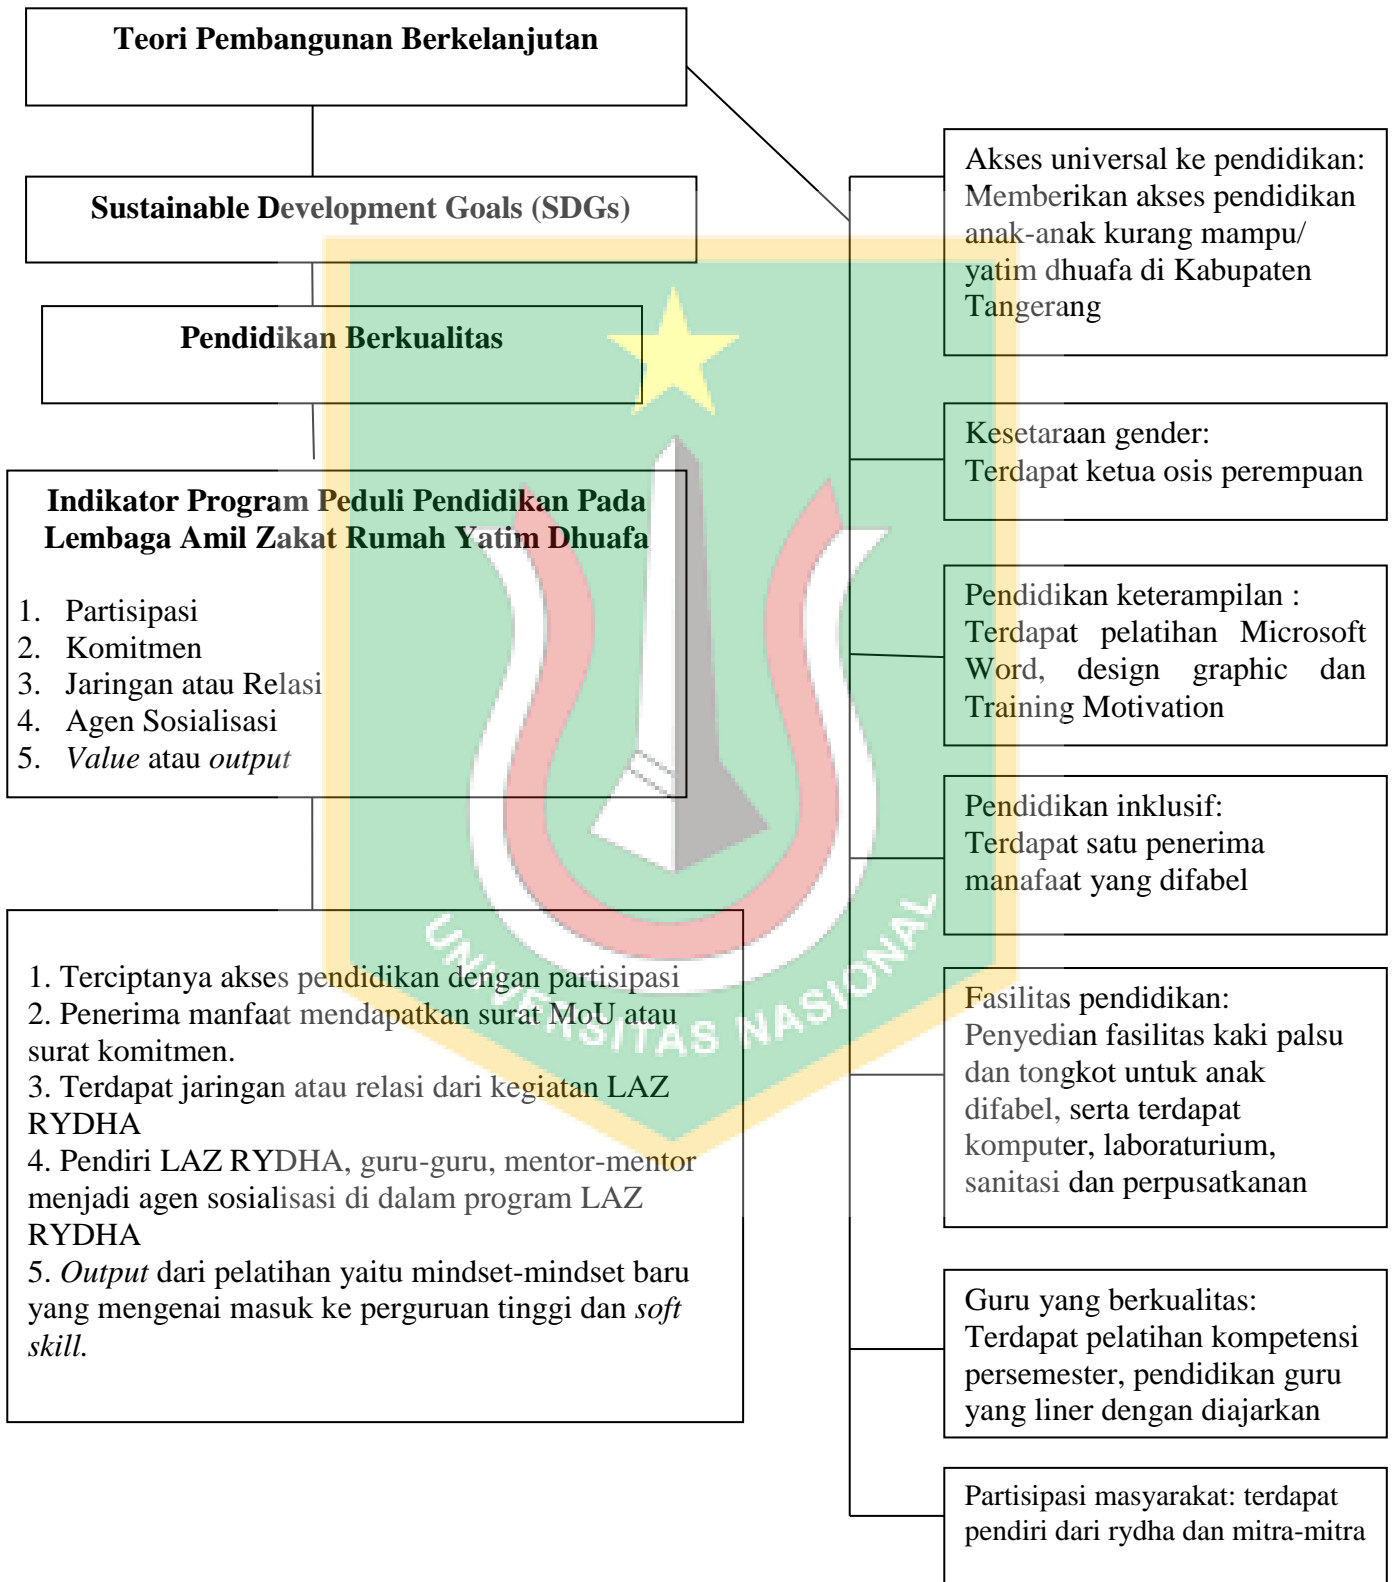 Teori Pembangunan Berkelanjutan
Sustainable Development Goals (SDGs)
Pendidikan Berkualitas
Indikator Program Peduli Pendidikan Pada
Lembaga Amil Zakat Rumah Yatim Dhuafa
1. Partisipasi
2. Komitmen
3. Jaringan atau Relasi
4. Agen Sosialisasi
5. Value atau output
1. Terciptanya akses pendidikan dengan partisipasi
2. Penerima manfaat mendapatkan surat MoU atau
surat komitmen.
3. Terdapat jaringan atau relasi dari kegiatan LAZ
RYDHA
4. Pendiri LAZ RYDHA, guru-guru, mentor-mentor
menjadi agen sosialisasi di dalam program LAZ
RYDHA
5. Output dari pelatihan yaitu mindset-mindset baru
yang mengenai masuk ke perguruan tinggi dan soft
skill.
Akses universal ke pendidikan:
Memberikan akses pendidikan
anak-anak kurang mampu/
yatim dhuafa di Kabupaten
Tangerang
Kesetaraan gender:
Terdapat ketua osis perempuan
Pendidikan keterampilan :
Terdapat pelatihan Microsoft
Word, design graphic dan
Training Motivation
Pendidikan inklusif:
Terdapat satu penerima
manafaat yang difabel
Fasilitas pendidikan:
Penyedian fasilitas kaki palsu
dan tongkot untuk anak
difabel, serta terdapat
komputer, laboraturium,
sanitasi dan perpusatkanan
Guru yang berkualitas:
Terdapat pelatihan kompetensi
persemester, pendidikan guru
yang liner dengan diajarkan
Partisipasi masyarakat: terdapat
pendiri dari rydha dan mitra-mitra
UNIVERSITAS NASIONAL